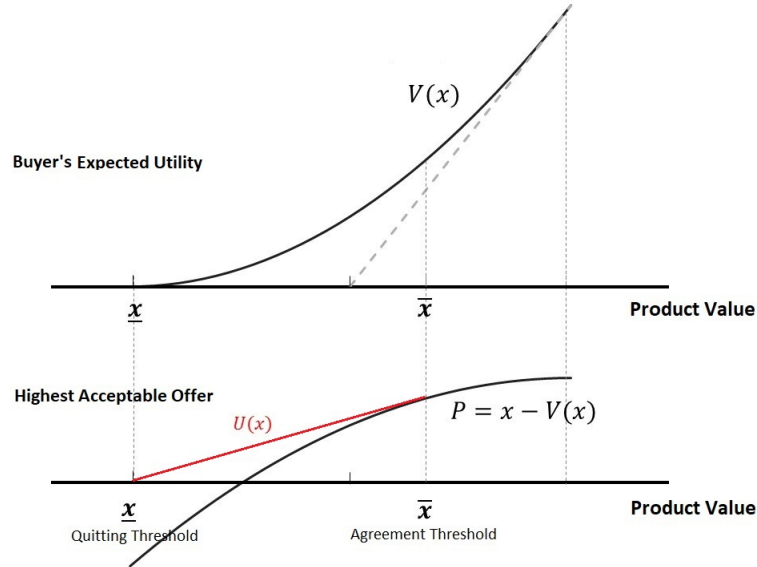 V(x)
Buyer's Expected Utility
x x̅
Product Value
Highest Acceptable Offer
U(x)
P = x − V(x)
x x̅
Product Value
Quitting Threshold Agreement Threshold